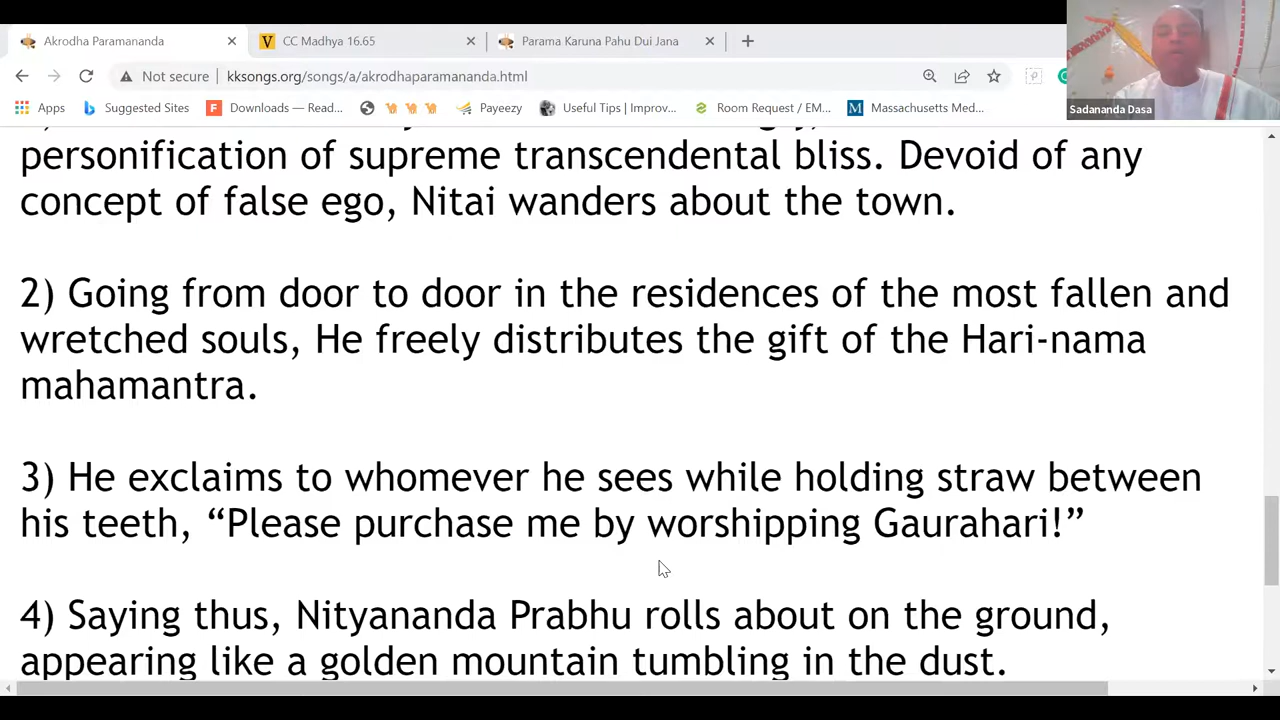 Akrodha Paramananda
CC Madhya 16.65
Parama Karuna Pahu Dui Jana
Not secure
kksongs.org/songs/a/akrodhaparamananda.html
Apps
Suggested Sites
Downloads — Read...
Payeezy
Useful Tips | Improv...
Room Request / EM...
Massachusetts Med...
Sadananda Dasa
personification of supreme transcendental bliss. Devoid of any
concept of false ego, Nitai wanders about the town.
2) Going from door to door in the residences of the most fallen and
wretched souls, He freely distributes the gift of the Hari-nama
mahamantra.
3) He exclaims to whomever he sees while holding straw between
his teeth, “Please purchase me by worshipping Gaurahari!”
4) Saying thus, Nityananda Prabhu rolls about on the ground,
appearing like a golden mountain tumbling in the dust.